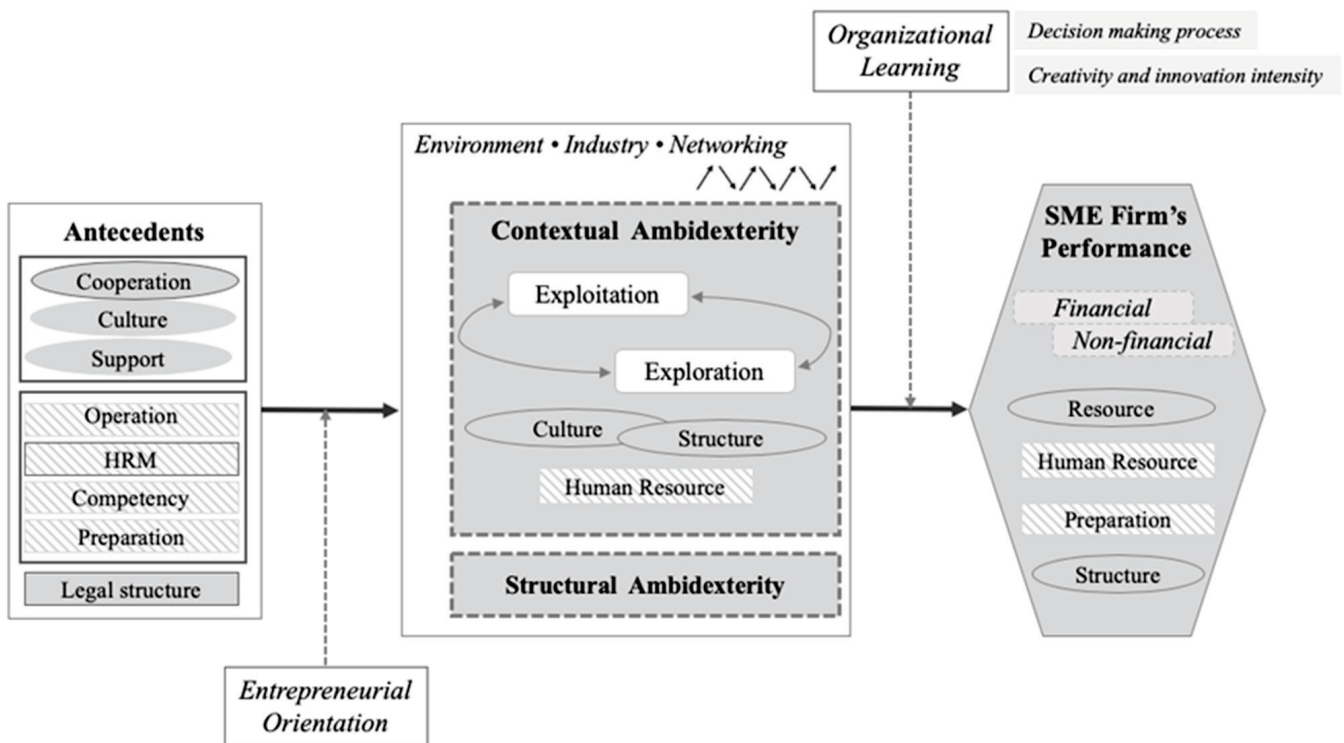 Organizational
Learning
Decision making process
Creativity and innovation intensity
Environment • Industry • Networking
Antecedents
Cooperation
Culture
Support
Operation
HRM
Competency
Preparation
Legal structure
Contextual Ambidexterity
Exploitation
Exploration
Culture
Structure
Human Resource
Structural Ambidexterity
SME Firm's
Performance
Financial
Non-financial
Resource
Human Resource
Preparation
Structure
Entrepreneurial
Orientation